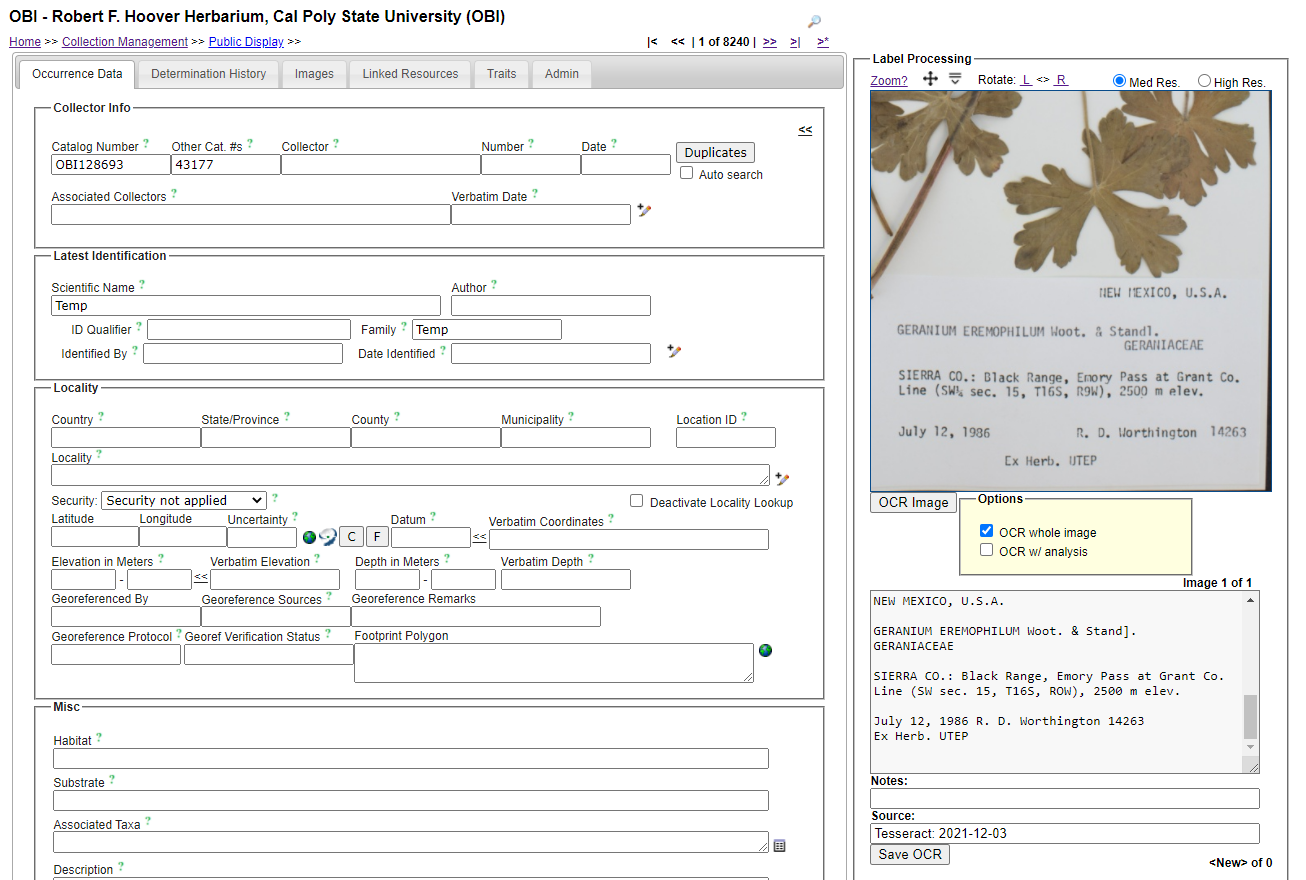 OBI - Robert F. Hoover Herbarium, Cal Poly State University (OBI)
Home >> Collection Management >> Public Display >>
|< << | 1 of 8240 | >> >| >*
Occurrence Data Determination History Images Linked Resources Traits Admin
Collector Info
<<
Catalog Number ? Other Cat. #s ? Collector ? Number ? Date ?
OBI128693 43177 Duplicates
Auto search
Associated Collectors ? Verbatim Date ?
Latest Identification
Scientific Name ? Author ?
Temp
ID Qualifier ? Family ? Temp
Identified By ? Date Identified ?
Locality
Country ? State/Province ? County ? Municipality ? Location ID ?
Locality ?
Security: Security not applied ? Deactivate Locality Lookup
Latitude Longitude Uncertainty ? Datum ? Verbatim Coordinates ?
C F <<
Elevation in Meters ? Verbatim Elevation ? Depth in Meters ? Verbatim Depth ?
- << -
Georeferenced By Georeference Sources ? Georeference Remarks
Georeference Protocol ? Georef Verification Status ? Footprint Polygon
Misc
Habitat ?
Substrate ?
Associated Taxa ?
Description ?
Label Processing
Zoom? Rotate: L <> R Med Res. High Res.
NEW MEXICO, U.S.A.
GERANIUM EREMOPHILUM Woot. & Standl.
GERANIACEAE
SIERRA CO.: Black Range, Emory Pass at Grant Co.
Line (SW¼ sec. 15, T16S, R9W), 2500 m elev.
July 12, 1986 R. D. Worthington 14263
Ex Herb. UTEP
OCR Image
Options
OCR whole image
OCR w/ analysis
Image 1 of 1
NEW MEXICO, U.S.A.
GERANIUM EREMOPHILUM Woot. & Stand].
GERANIACEAE
SIERRA CO.: Black Range, Emory Pass at Grant Co.
Line (SW sec. 15, T16S, ROW), 2500 m elev.
July 12, 1986 R. D. Worthington 14263
Ex Herb. UTEP
Notes:
Source:
Tesseract: 2021-12-03
Save OCR
<New> of 0